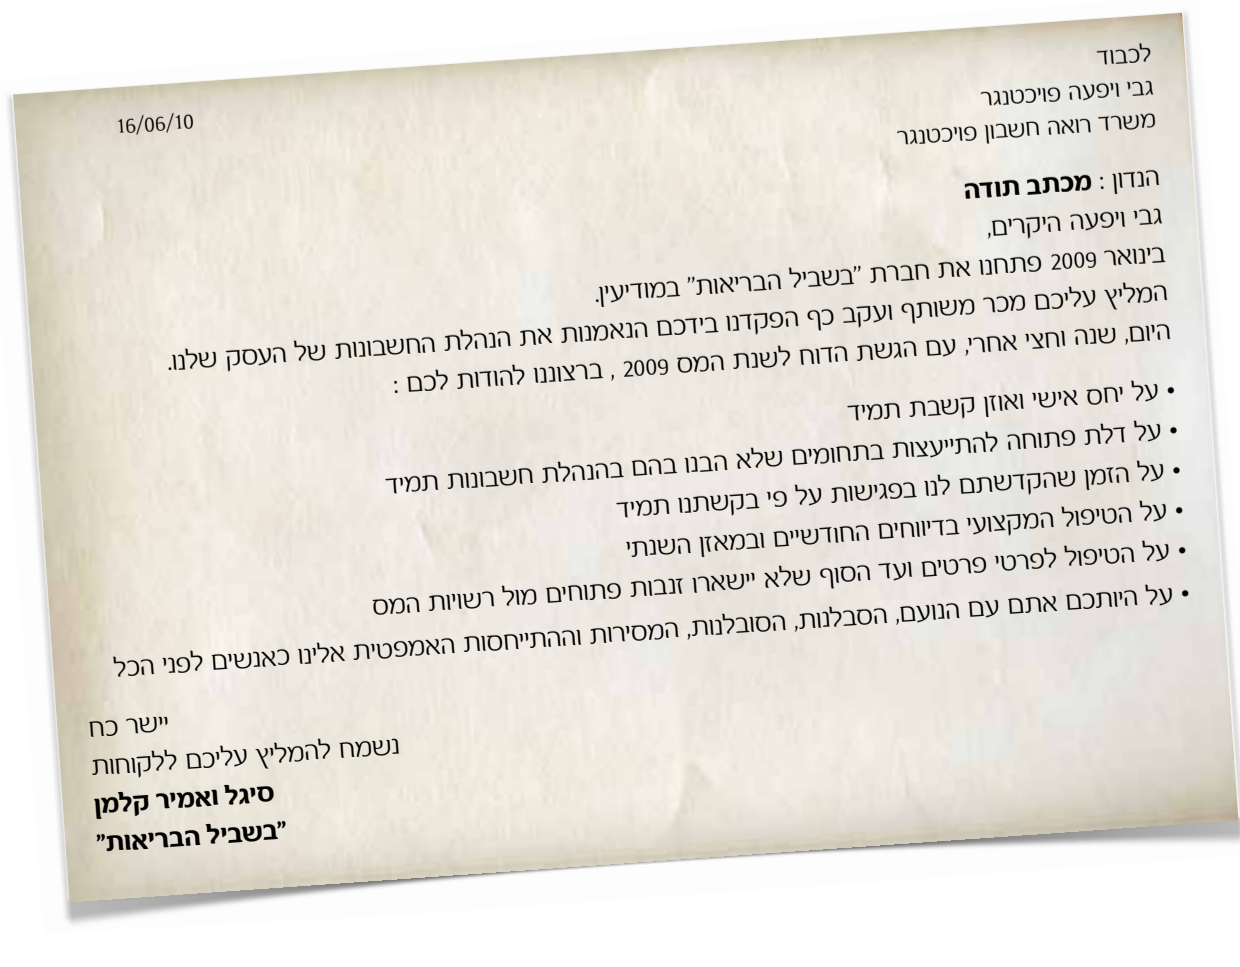 לכבוד
גבי ויפעה פויכטנגר
משרד רואה חשבון פויכטנגר
16/06/10
הנדון : מכתב תודה
גבי ויפעה היקרים,
בינואר 2009 פתחנו את חברת "בשביל הבריאות" במודיעין.
המליץ עליכם מכר משותף ועקב כף הפקדנו בידכם הנאמנות את הנהלת החשבונות של העסק שלנו.
היום, שנה וחצי אחרי, עם הגשת הדוח לשנת המס 2009 , ברצוננו להודות לכם :
• על יחס אישי ואוזן קשבת תמיד
• על דלת פתוחה להתייעצות בתחומים שלא הבנו בהם בהנהלת חשבונות תמיד
• על הזמן שהקדשתם לנו בפגישות על פי בקשתנו תמיד
• על הטיפול המקצועי בדיווחים החודשיים ובמאזן השנתי
• על הטיפול לפרטי פרטים ועד הסוף שלא יישארו זנבות פתוחים מול רשויות המס
• על היותכם אתם עם הנועם, הסבלנות, הסובלנות, המסירות וההתייחסות האמפטית אלינו כאנשים לפני הכל
יישר כח
נשמח להמליץ עליכם ללקוחות
סיגל ואמיר קלמן
"בשביל הבריאות"